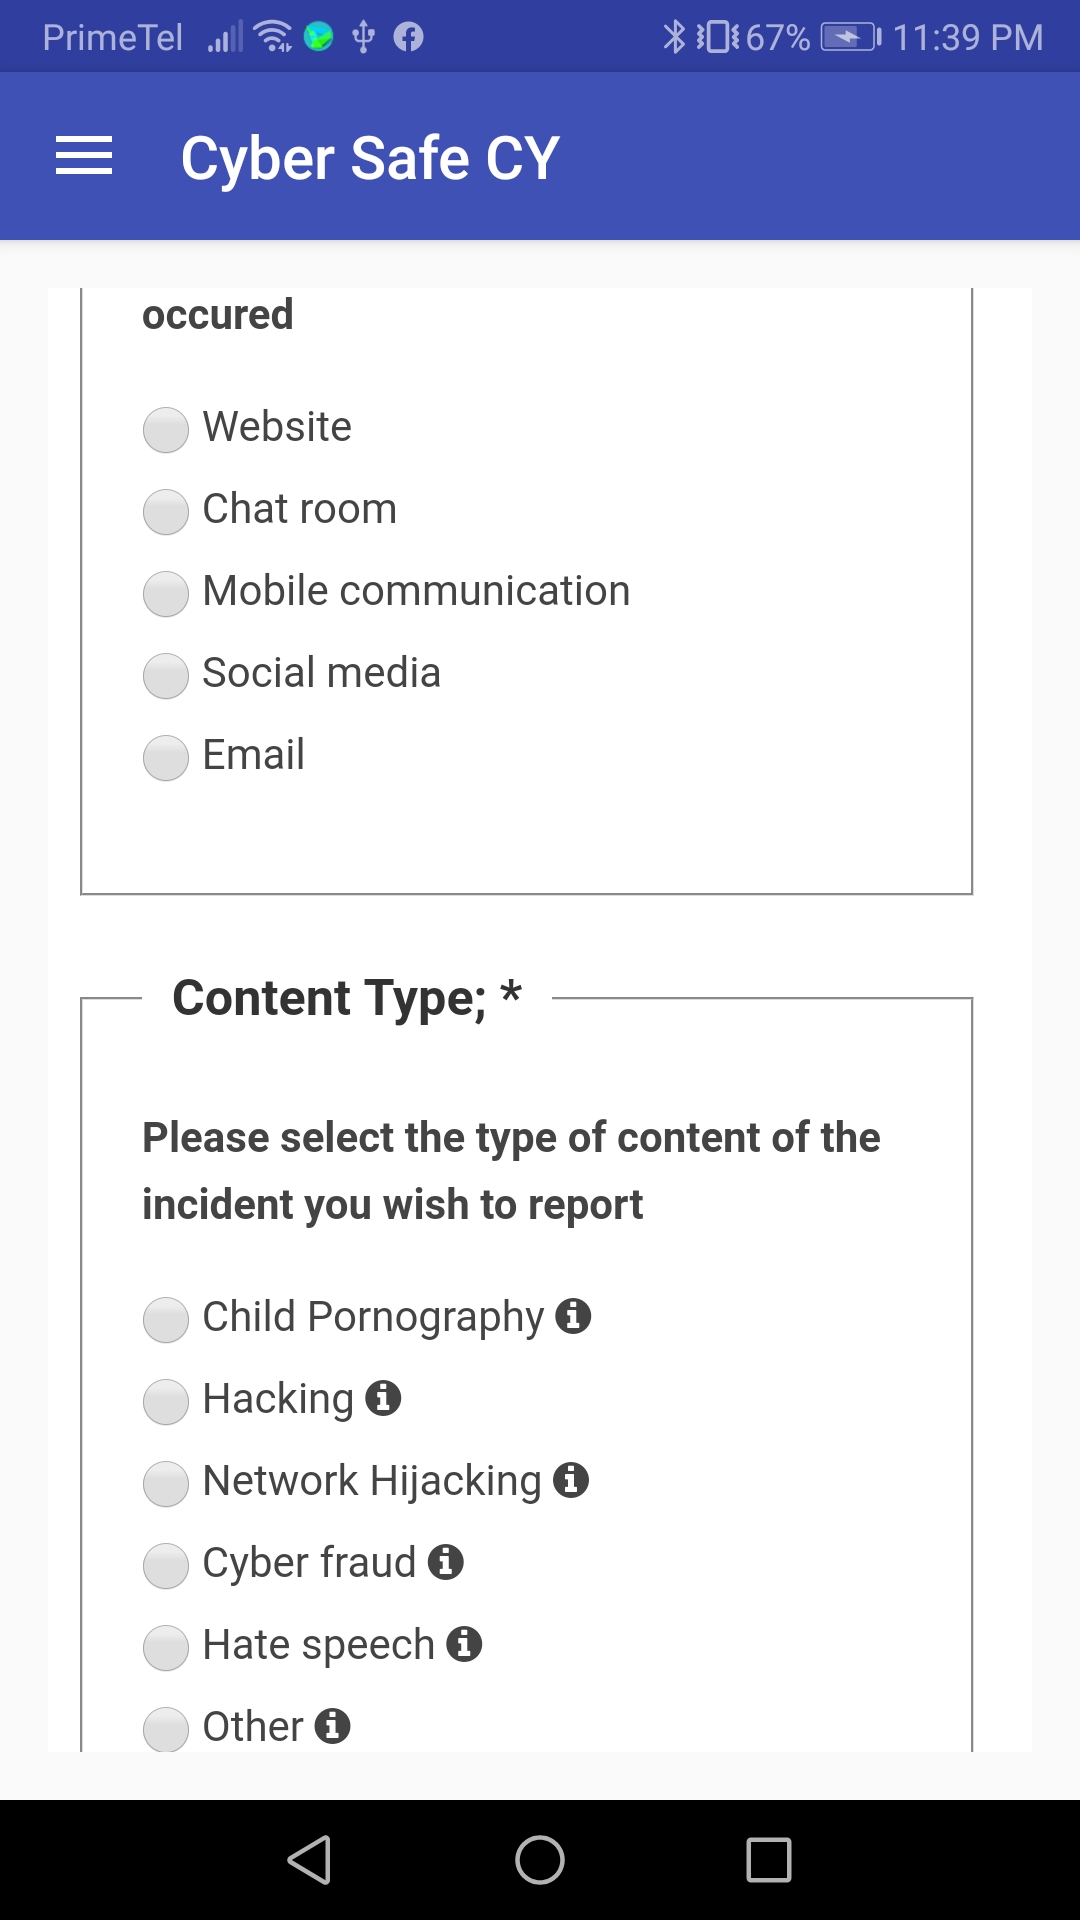 PrimeTel 67% 11:39 PM
Cyber Safe CY
occured
Website
Chat room
Mobile communication
Social media
Email
Content Type; *
Please select the type of content of the
incident you wish to report
Child Pornography
Hacking
Network Hijacking
Cyber fraud
Hate speech
Other